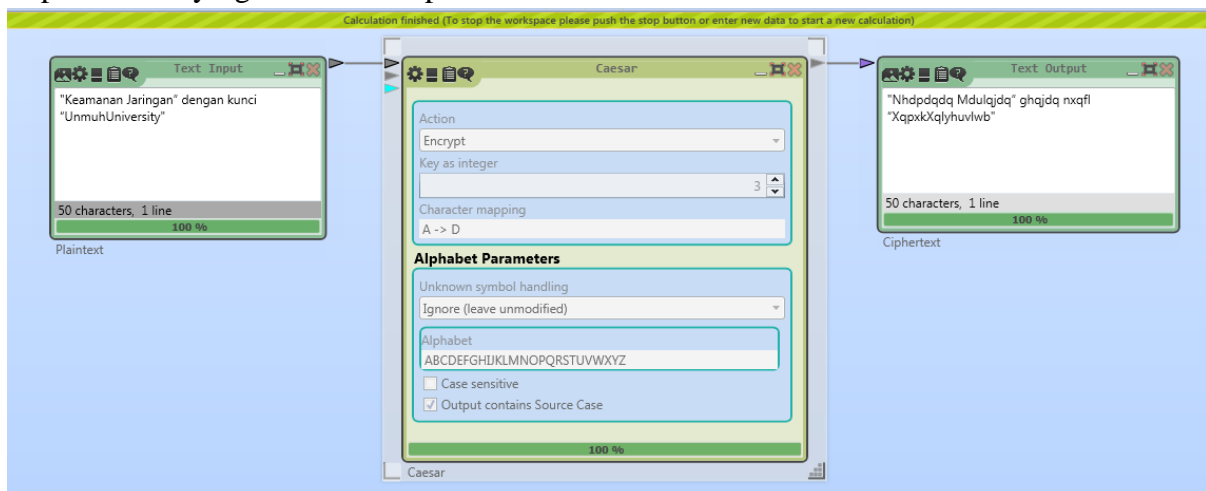 Calculation finished (To stop the workspace please push the stop button or enter new data to start a new calculation)
Text Input
"Keamanan Jaringan" dengan kunci
"UnmuhUniversity"
50 characters, 1 line
100 %
Plaintext
Caesar
Action
Encrypt
Key as integer
3
Character mapping
A -> D
Alphabet Parameters
Unknown symbol handling
Ignore (leave unmodified)
Alphabet
ABCDEFGHIJKLMNOPQRSTUVWXYZ
Case sensitive
Output contains Source Case
100 %
Caesar
Text Output
"Nhdpdqdq Mdulqjdq" ghqjdq nxqfl
"XqpxkXqlyhuvlwb"
50 characters, 1 line
100 %
Ciphertext